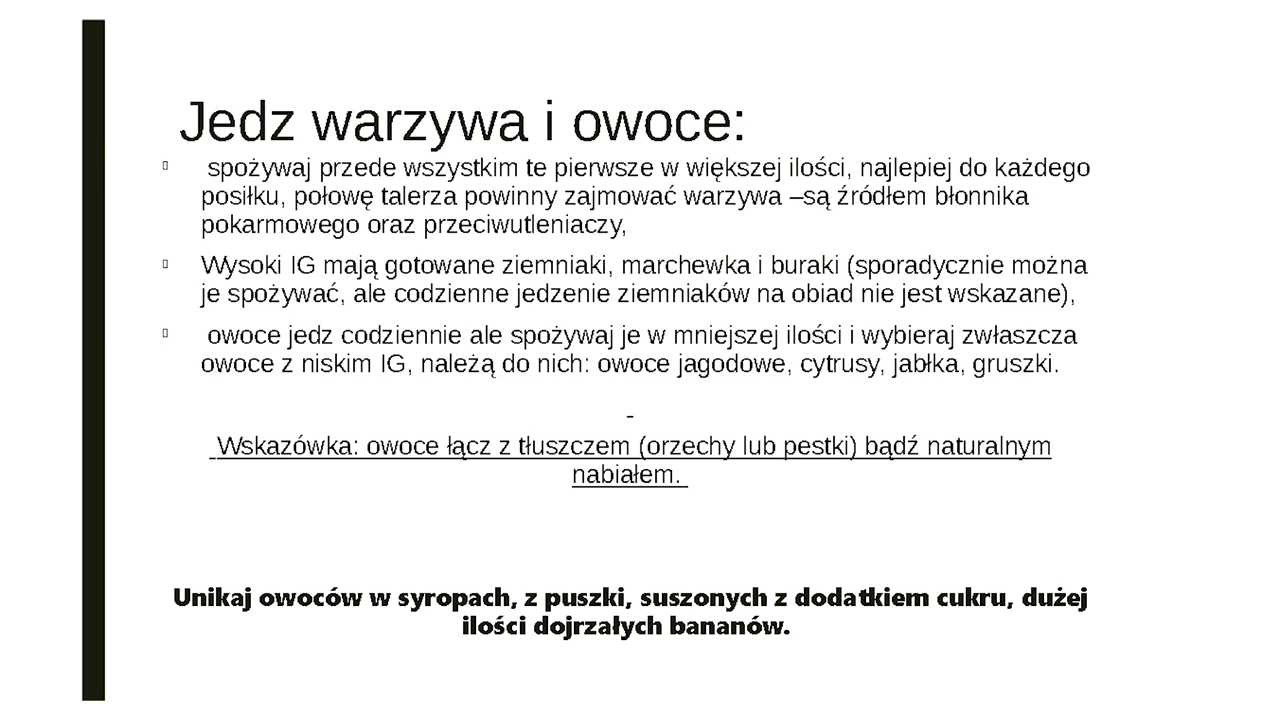 Jedz warzywa i owoce:
spożywaj przede wszystkim te pierwsze w większej ilości, najlepiej do każdego
posiłku, połowę talerza powinny zajmować warzywa –są źródłem błonnika
pokarmowego oraz przeciwutleniaczy,
Wysoki IG mają gotowane ziemniaki, marchewka i buraki (sporadycznie można
je spożywać, ale codzienne jedzenie ziemniaków na obiad nie jest wskazane),
owoce jedz codziennie ale spożywaj je w mniejszej ilości i wybieraj zwłaszcza
owoce z niskim IG, należą do nich: owoce jagodowe, cytrusy, jabłka, gruszki.
Wskazówka: owoce łącz z tłuszczem (orzechy lub pestki) bądź naturalnym
nabiałem.
Unikaj owoców w syropach, z puszki, suszonych z dodatkiem cukru, dużej
ilości dojrzałych bananów.